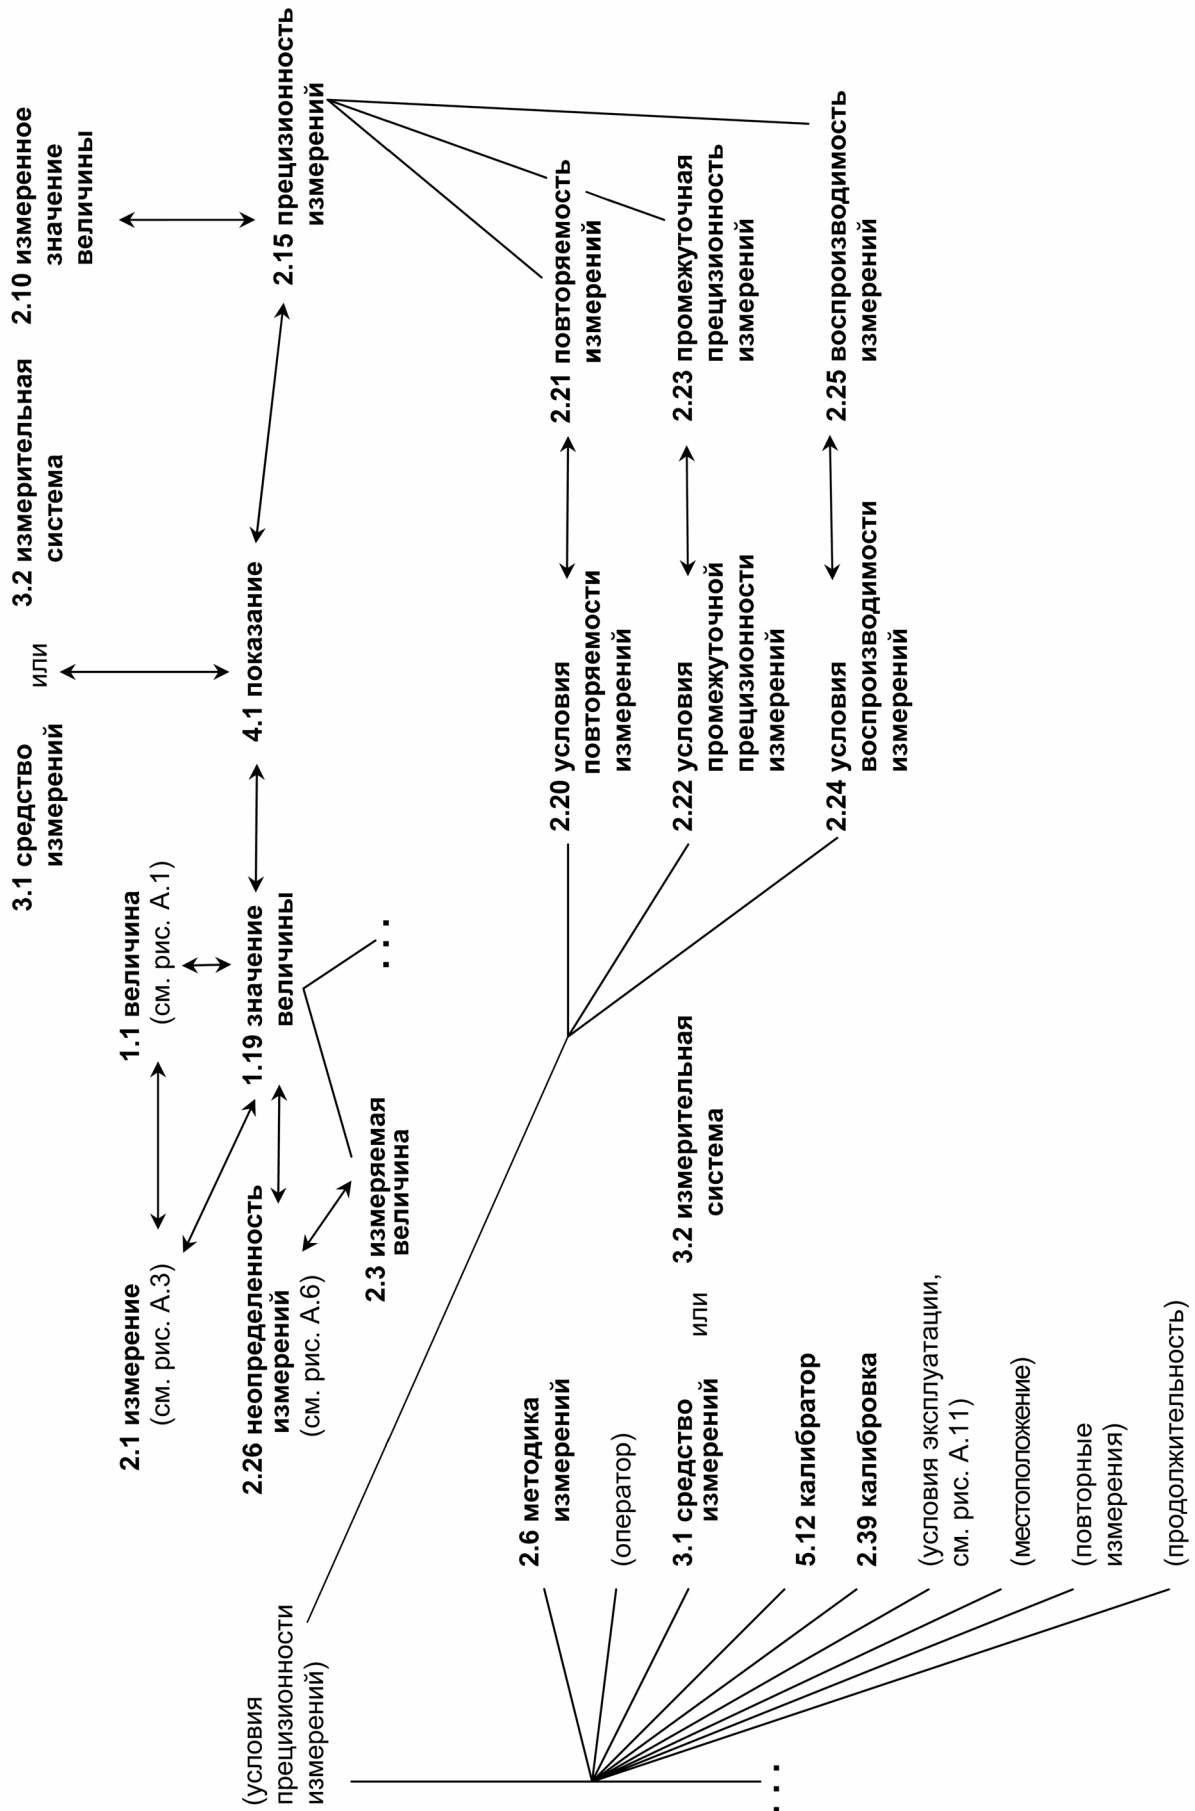 3.1 средство
измерений
или
3.2 измерительная
система
2.10 измеренное
значение
величины
2.1 измерение
(см. рис. А.3)
1.1 величина
(см. рис. А.1)
(условия
прецизионности
измерений)
2.26 неопределенность
измерений
(см. рис. А.6)
1.19 значение
величины
4.1 показание
2.15 прецизионность
измерений
2.3 измеряемая
величина
. . .
2.6 методика
измерений
(оператор)
3.1 средство
измерений
или
3.2 измерительная
система
5.12 калибратор
2.39 калибровка
(условия эксплуатации,
см. рис. А.11)
(местоположение)
(повторные
измерения)
(продолжительность)
. . .
2.20 условия
повторяемости
измерений
2.21 повторяемость
измерений
2.22 условия
промежуточной
прецизионности
измерений
2.23 промежуточная
прецизионность
измерений
2.24 условия
воспроизводимости
измерений
2.25 воспроизводимость
измерений